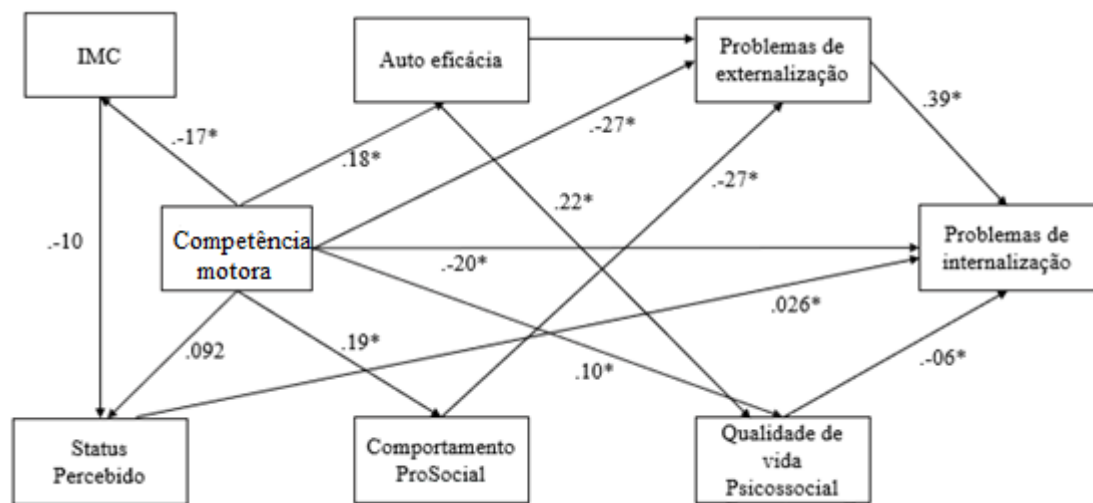 IMC
Auto eficácia
Problemas de
externalização
.-17*
.18*
.-27*
.39*
.-27*
.22*
.-10
Competência
motora
.-20*
Problemas de
internalização
.026*
.092
.19*
.10*
.-06*
Status
Percebido
Comportamento
ProSocial
Qualidade de
vida
Psicossocial